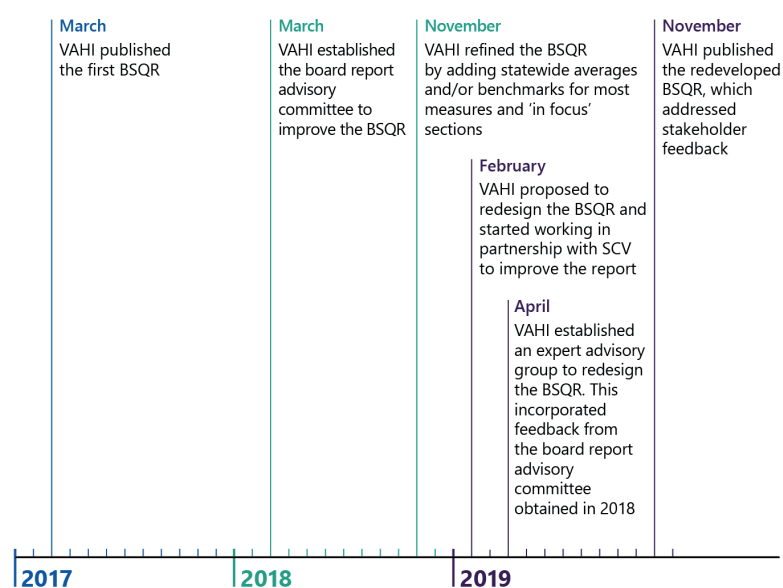 March
VAHI published
the first BSQR
March
VAHI established
the board report
advisory
committee to
improve the BSQR
November
VAHI refined the BSQR
by adding statewide averages
and/or benchmarks for most
measures and ‘in focus’
sections
February
VAHI proposed to
redesign the BSQR and
started working in
partnership with SCV
to improve the report
April
VAHI established
an expert advisory
group to redesign
the BSQR. This
incorporated
feedback from
the board report
advisory
committee
obtained in 2018
November
VAHI published
the redeveloped
BSQR, which
addressed
stakeholder
feedback
2017
2018
2019